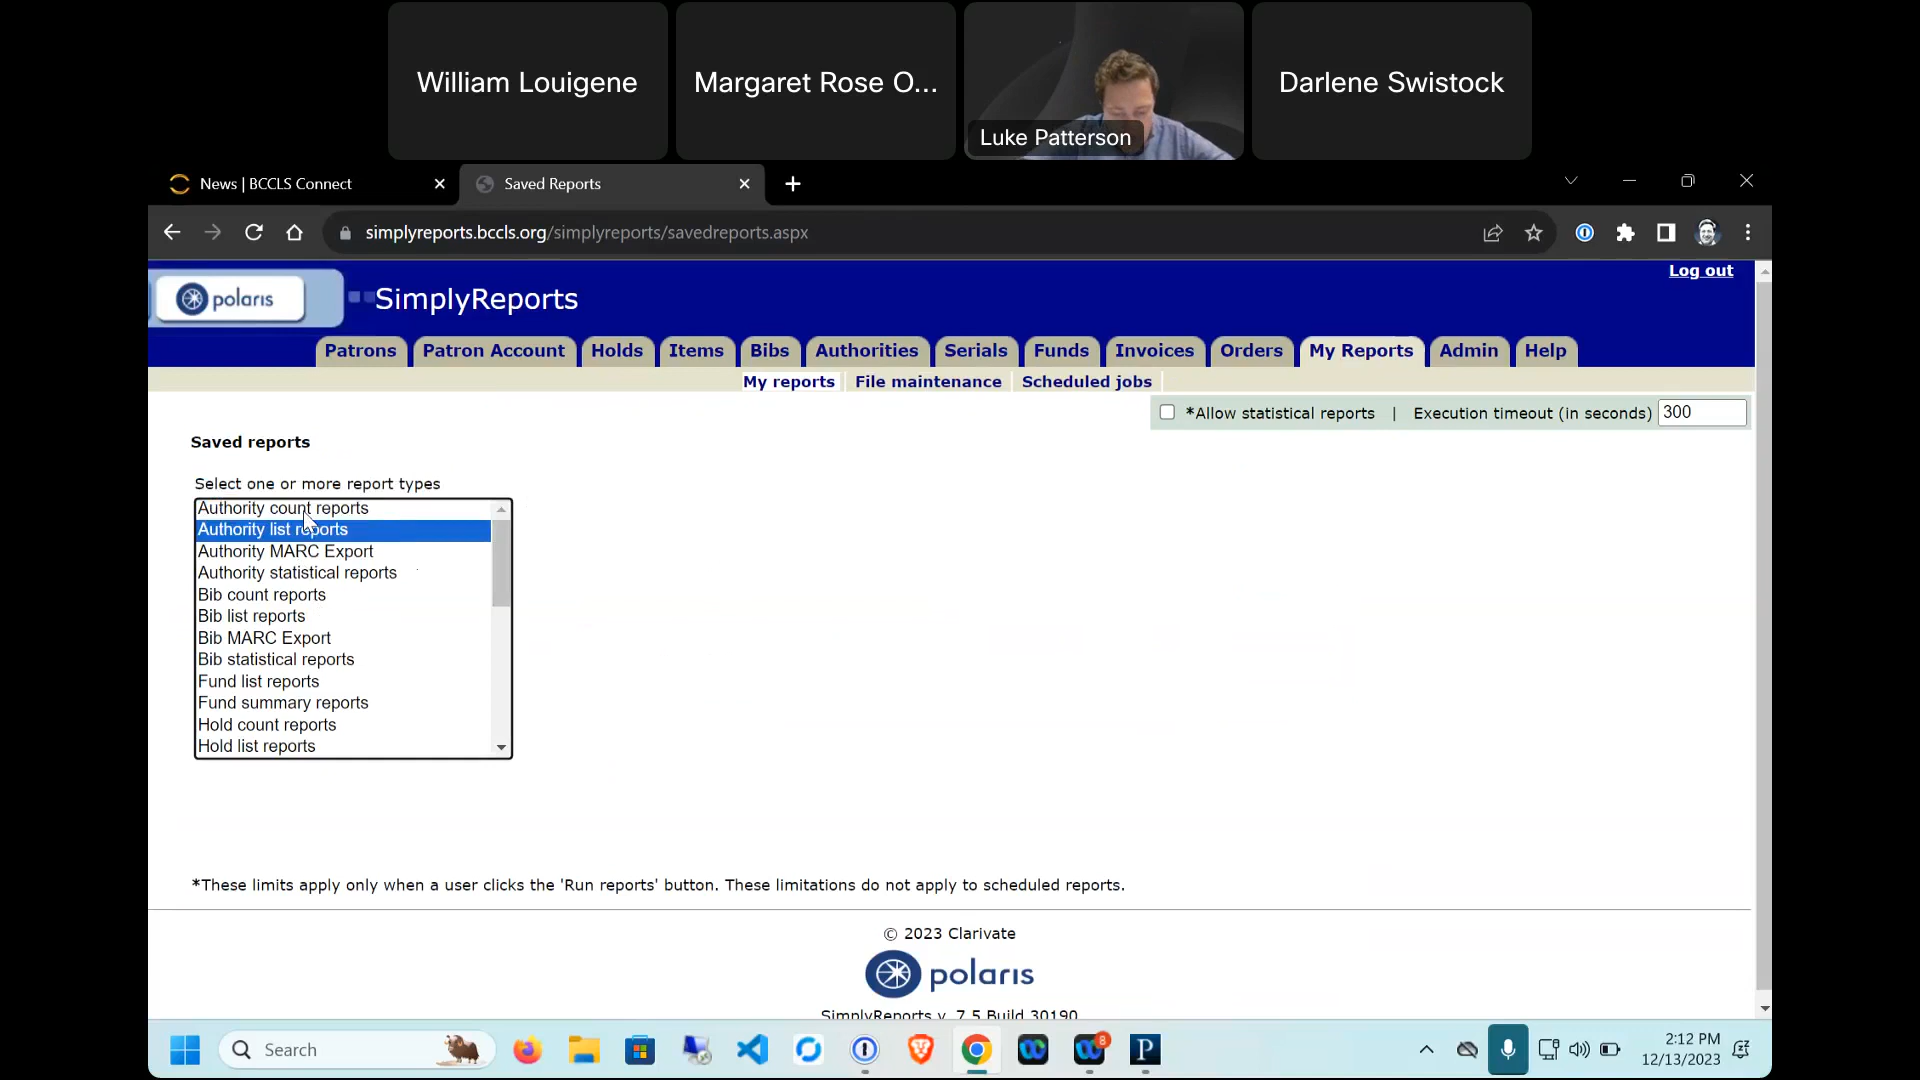 William Louigene
Margaret Rose O...
Luke Patterson
Darlene Swistock
News | BCCLS Connect
Saved Reports
simplyreports.bccls.org/simplyreports/savedreports.aspx
Log out
polaris
SimplyReports
Patrons
Patron Account
Holds
Items
Bibs
Authorities
Serials
Funds
Invoices
Orders
My Reports
Admin
Help
My reports
File maintenance
Scheduled jobs
*Allow statistical reports | Execution timeout (in seconds) 300
Saved reports
Select one or more report types
Authority count reports
Authority list reports
Authority MARC Export
Authority statistical reports
Bib count reports
Bib list reports
Bib MARC Export
Bib statistical reports
Fund list reports
Fund summary reports
Hold count reports
Hold list reports
*These limits apply only when a user clicks the 'Run reports' button. These limitations do not apply to scheduled reports.
© 2023 Clarivate
polaris
SimplyReports v. 7.5 Build 30190
Search
8
P
2:12 PM
12/13/2023